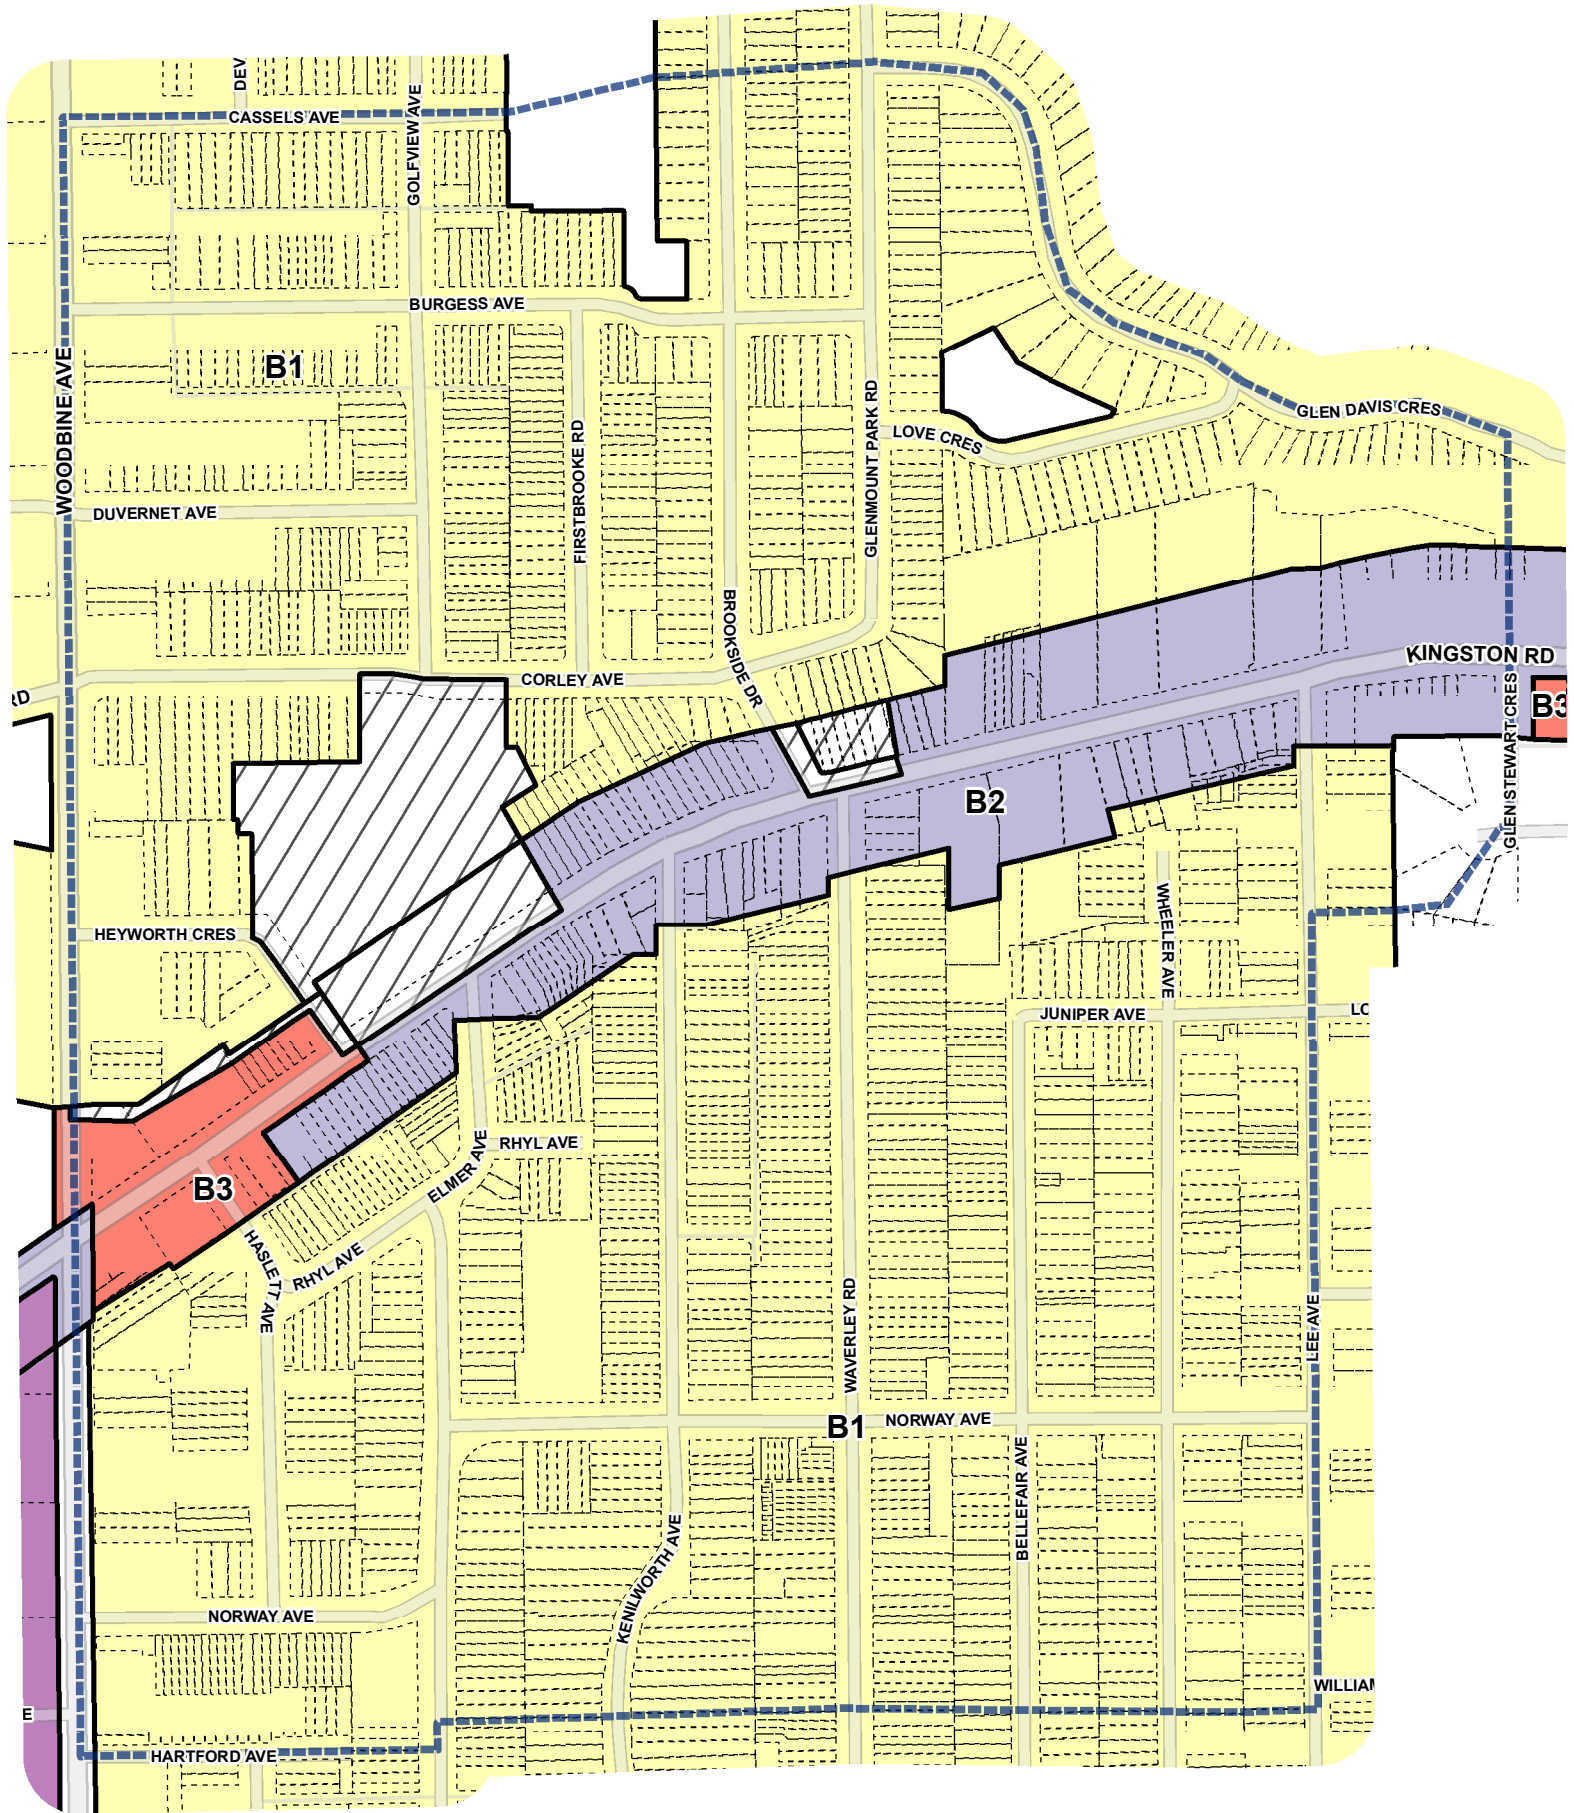 DEV
CASSELS AVE
GOLFVIEW AVE
BURGESS AVE
B1
WOODBINE AVE
GLENMOUNT PARK RD
GLEN DAVIS CRES
LOVE CRES
FIRSTBROOKE RD
DUVERNET AVE
BROOKSIDE DR
KINGSTON RD
CORLEY AVE
RD
B3
GLEN STEWART CRES
B2
HEYWORTH CRES
WHEELER AVE
JUNIPER AVE
LO
RHYL AVE
ELMER AVE
B3
HASLETT AVE
RHYL AVE
WAVERLEY RD
LEE AVE
B1
NORWAY AVE
BELLEFAIR AVE
KENILWORTH AVE
NORWAY AVE
WILLIAM
E
HARTFORD AVE